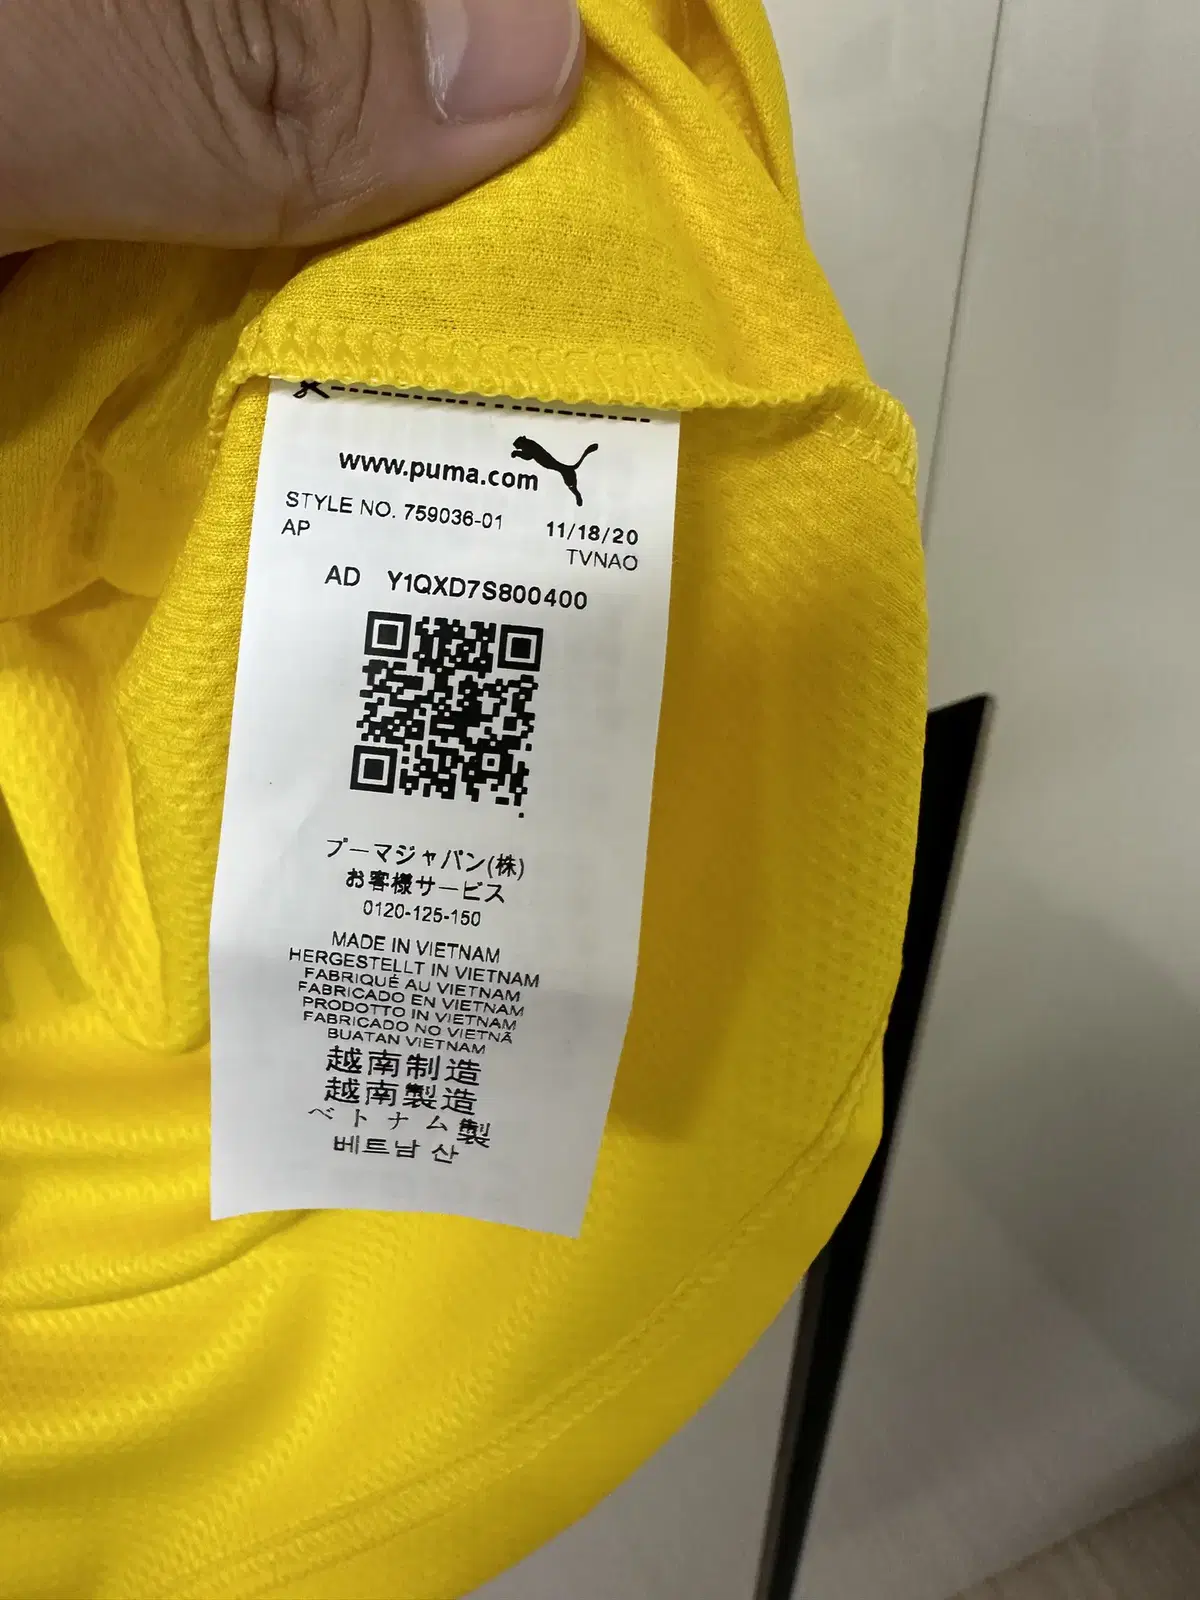 www.puma.com
STYLE NO. 759036-01 11/18/20
AP TVNAO
AD Y1QXD7S800400
プーマジャパン(株)
お客様サービス
0120-125-150
MADE IN VIETNAM
HERGESTELLT IN VIETNAM
FABRIQUÉ AU VIETNAM
FABRICADO EN VIETNAM
PRODOTTO IN VIETNAM
FABRICADO NO VIETNÃ
BUATAN VIETNAM
越南制造
越南製造
ベトナム製
베트남 산